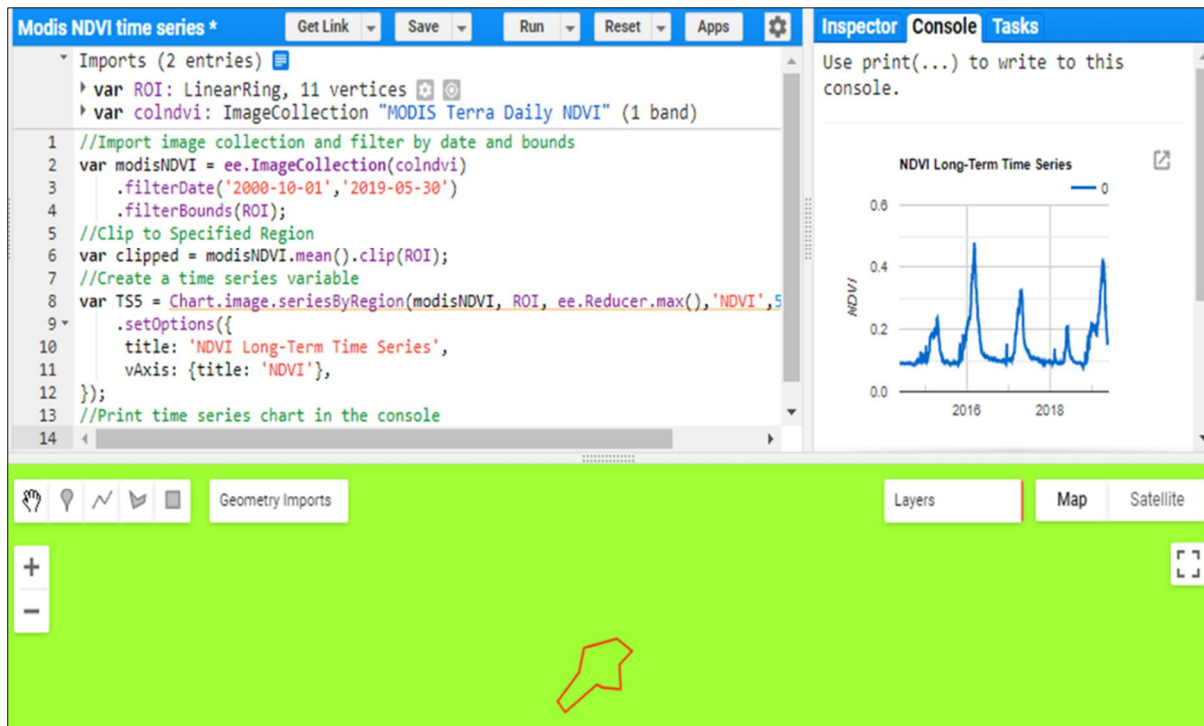 Modis NDVI time series *
Get Link
Save
Run
Reset
Apps
Imports (2 entries)
var ROI: LinearRing, 11 vertices
var colndvi: ImageCollection "MODIS Terra Daily NDVI" (1 band)
1 //Import image collection and filter by date and bounds
2 var modisNDVI = ee.ImageCollection(colndvi)
3 .filterDate('2000-10-01','2019-05-30')
4 .filterBounds(ROI);
5 //Clip to Specified Region
6 var clipped = modisNDVI.mean().clip(ROI);
7 //Create a time series variable
8 var TS5 = Chart.image.seriesByRegion(modisNDVI, ROI, ee.Reducer.max(),'NDVI',5
9 .setOptions({
10 title: 'NDVI Long-Term Time Series',
11 vAxis: {title: 'NDVI'},
12 });
13 //Print time series chart in the console
14
Inspector
Console
Tasks
Use print(...) to write to this
console.
NDVI Long-Term Time Series
0
0.6
0.4
0.2
0.0
NDVI
2016
2018
Geometry Imports
Layers
Map
Satellite
+
−